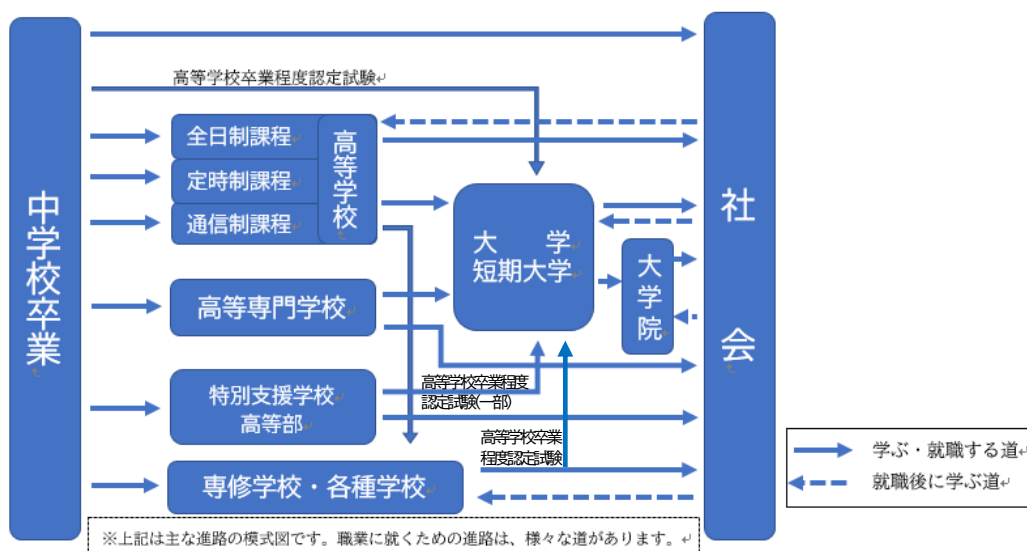 中学校卒業
高等学校卒業程度認定試験
全日制課程
定時制課程
通信制課程
高等学校
高等専門学校
特別支援学校
高等部
専修学校・各種学校
大　　学
短期大学
大学院
高等学校卒業程度
認定試験(一部)
高等学校卒業
程度認定試験
社会
学ぶ・就職する道
就職後に学ぶ道
※上記は主な進路の模式図です。職業に就くための進路は、様々な道があります。